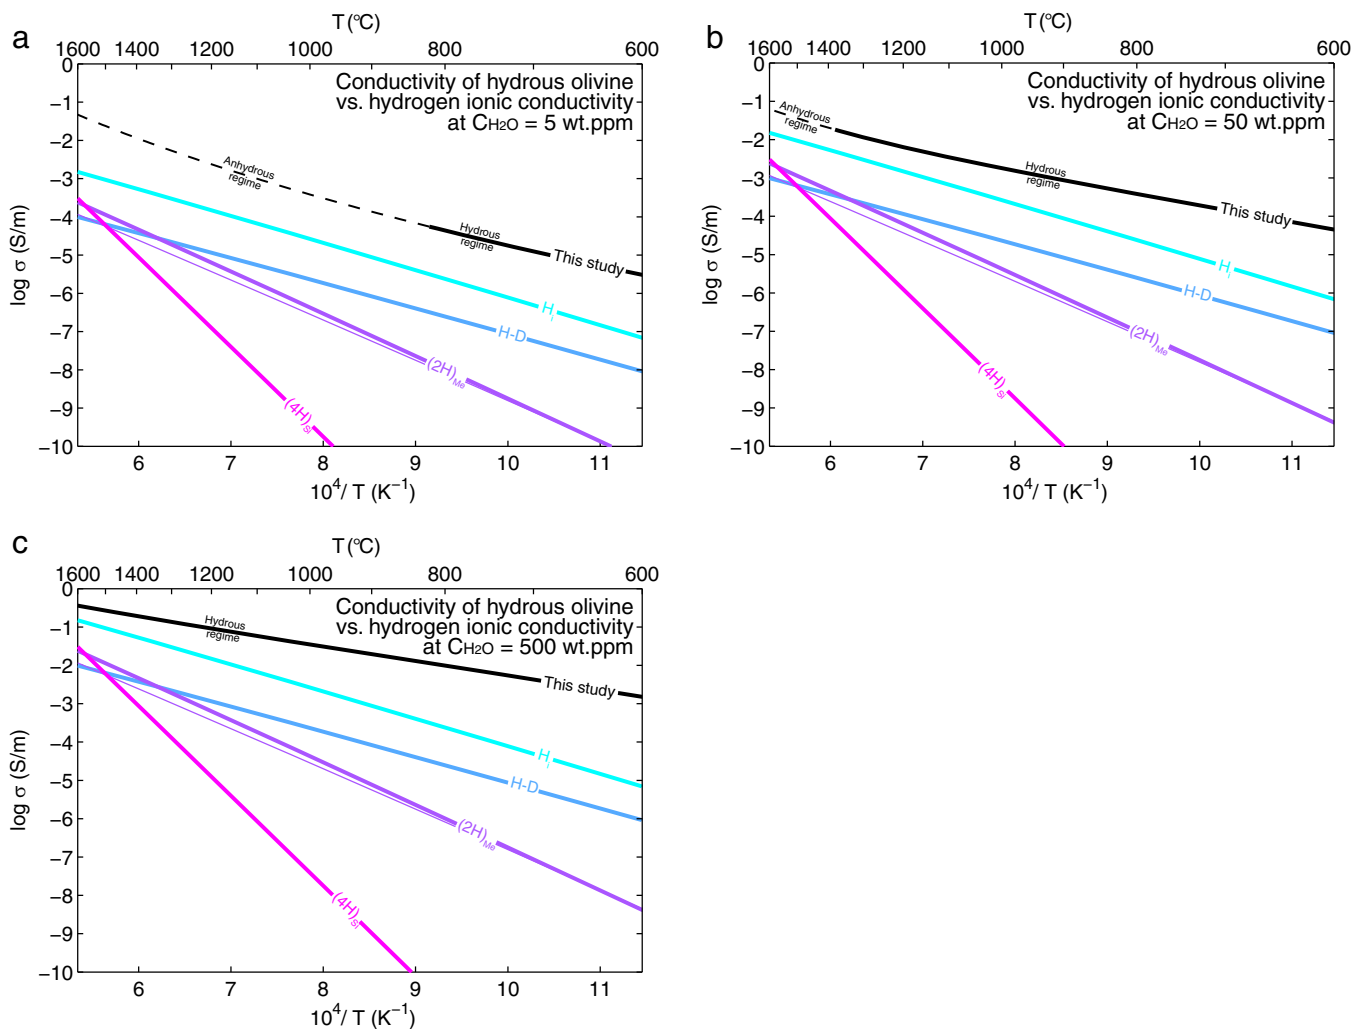 a
T (°C)
1600 1400 1200 1000 800 600
0
−1
−2
−3
−4
−5
−6
−7
−8
−9
−10
log σ (S/m)
Conductivity of hydrous olivine
vs. hydrogen ionic conductivity
at CH2O = 5 wt.ppm
Anhydrous
regime
Hydrous
regime
This study
Hi
H-D
(2H)Me
(4H)Si
6 7 8 9 10 11
10⁴/ T (K⁻¹)
b
T (°C)
1600 1400 1200 1000 800 600
0
−1
−2
−3
−4
−5
−6
−7
−8
−9
−10
log σ (S/m)
Conductivity of hydrous olivine
vs. hydrogen ionic conductivity
at CH2O = 50 wt.ppm
Anhydrous
regime
Hydrous
regime
This study
Hi
H-D
(2H)Me
(4H)Si
6 7 8 9 10 11
10⁴/ T (K⁻¹)
c
T (°C)
1600 1400 1200 1000 800 600
0
−1
−2
−3
−4
−5
−6
−7
−8
−9
−10
log σ (S/m)
Conductivity of hydrous olivine
vs. hydrogen ionic conductivity
at CH2O = 500 wt.ppm
Hydrous
regime
This study
Hi
H-D
(2H)Me
(4H)Si
6 7 8 9 10 11
10⁴/ T (K⁻¹)